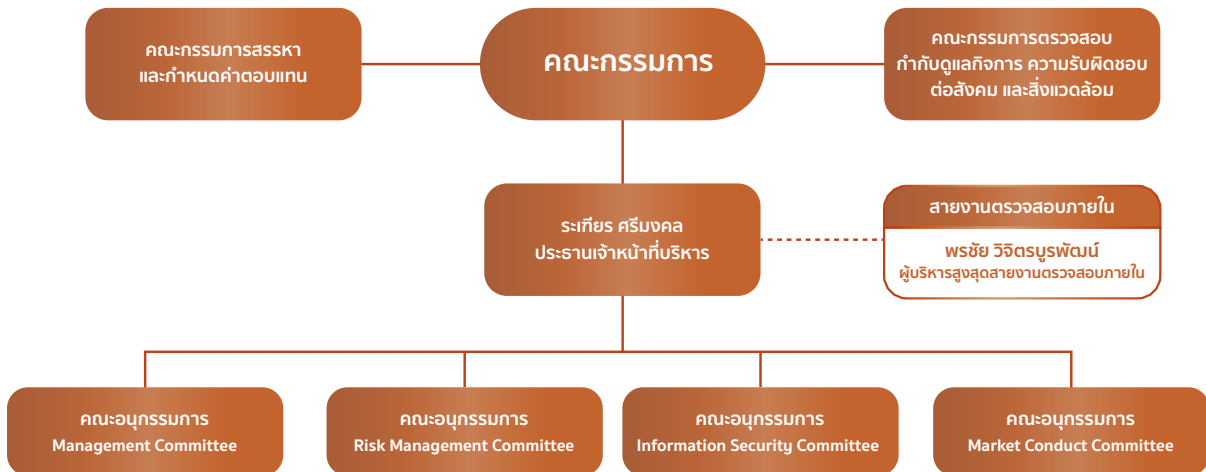 คณะกรรมการสรรหา
และกำหนดค่าตอบแทน
คณะกรรมการ
คณะกรรมการตรวจสอบ
กำกับดูแลกิจการ ความรับผิดชอบ
ต่อสังคม และสิ่งแวดล้อม
ระเฑียร ศรีมงคล
ประธานเจ้าหน้าที่บริหาร
สายงานตรวจสอบภายใน
พรชัย วิจิตรบูรพัฒน์
ผู้บริหารสูงสุดสายงานตรวจสอบภายใน
คณะอนุกรรมการ
Management Committee
คณะอนุกรรมการ
Risk Management Committee
คณะอนุกรรมการ
Information Security Committee
คณะอนุกรรมการ
Market Conduct Committee